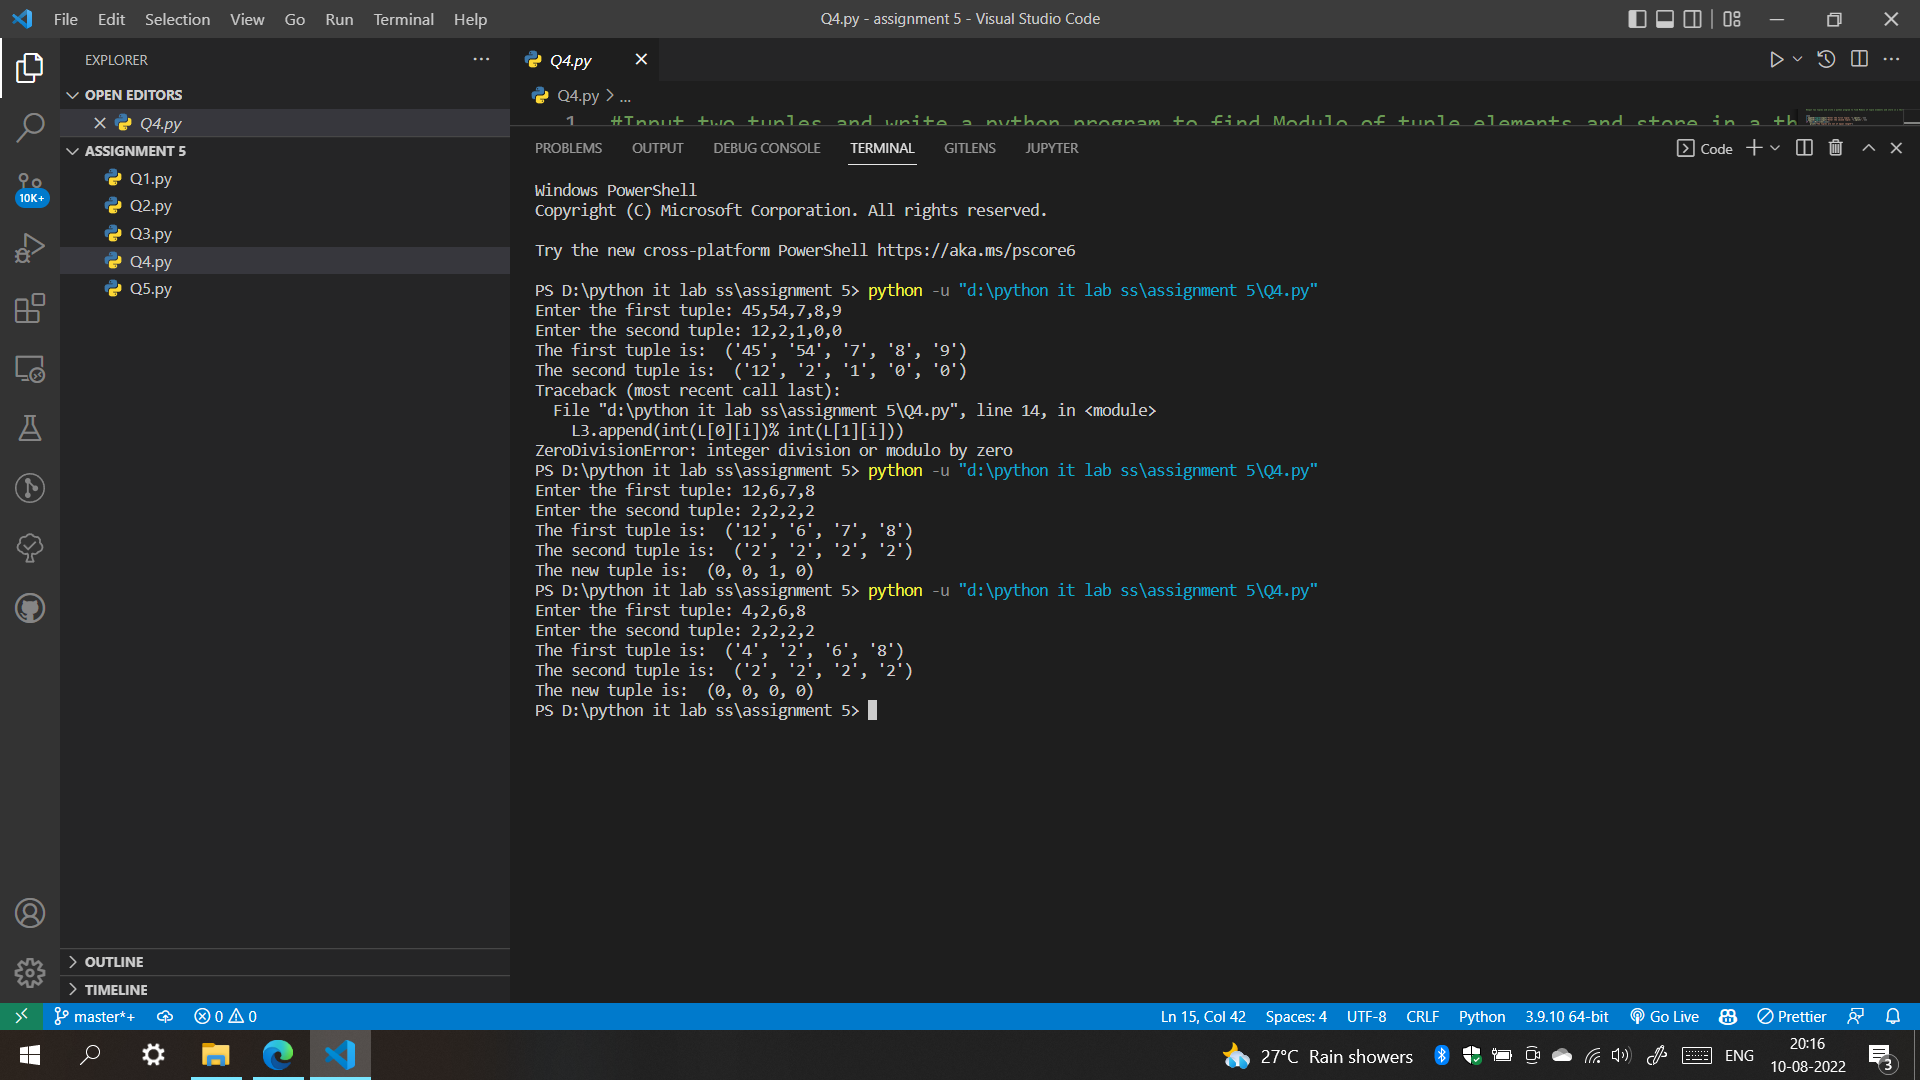 File Edit Selection View Go Run Terminal Help
Q4.py - assignment 5 - Visual Studio Code
EXPLORER
OPEN EDITORS
Q4.py
ASSIGNMENT 5
Q1.py
Q2.py
Q3.py
Q4.py
Q5.py
OUTLINE
TIMELINE
10K+
Q4.py
Q4.py > ...
1 #Input two tuples and write a python program to find Modulo of tuple elements and store in a th
PROBLEMS OUTPUT DEBUG CONSOLE TERMINAL GITLENS JUPYTER
Code
Windows PowerShell
Copyright (C) Microsoft Corporation. All rights reserved.
Try the new cross-platform PowerShell https://aka.ms/pscore6
PS D:\python it lab ss\assignment 5> python -u "d:\python it lab ss\assignment 5\Q4.py"
Enter the first tuple: 45,54,7,8,9
Enter the second tuple: 12,2,1,0,0
The first tuple is:  ('45', '54', '7', '8', '9')
The second tuple is:  ('12', '2', '1', '0', '0')
Traceback (most recent call last):
  File "d:\python it lab ss\assignment 5\Q4.py", line 14, in <module>
    L3.append(int(L[0][i])% int(L[1][i]))
ZeroDivisionError: integer division or modulo by zero
PS D:\python it lab ss\assignment 5> python -u "d:\python it lab ss\assignment 5\Q4.py"
Enter the first tuple: 12,6,7,8
Enter the second tuple: 2,2,2,2
The first tuple is:  ('12', '6', '7', '8')
The second tuple is:  ('2', '2', '2', '2')
The new tuple is:  (0, 0, 1, 0)
PS D:\python it lab ss\assignment 5> python -u "d:\python it lab ss\assignment 5\Q4.py"
Enter the first tuple: 4,2,6,8
Enter the second tuple: 2,2,2,2
The first tuple is:  ('4', '2', '6', '8')
The second tuple is:  ('2', '2', '2', '2')
The new tuple is:  (0, 0, 0, 0)
PS D:\python it lab ss\assignment 5>
master*+ 0 0 Ln 15, Col 42 Spaces: 4 UTF-8 CRLF Python 3.9.10 64-bit Go Live Prettier
27°C Rain showers ENG
20:16
10-08-2022
3